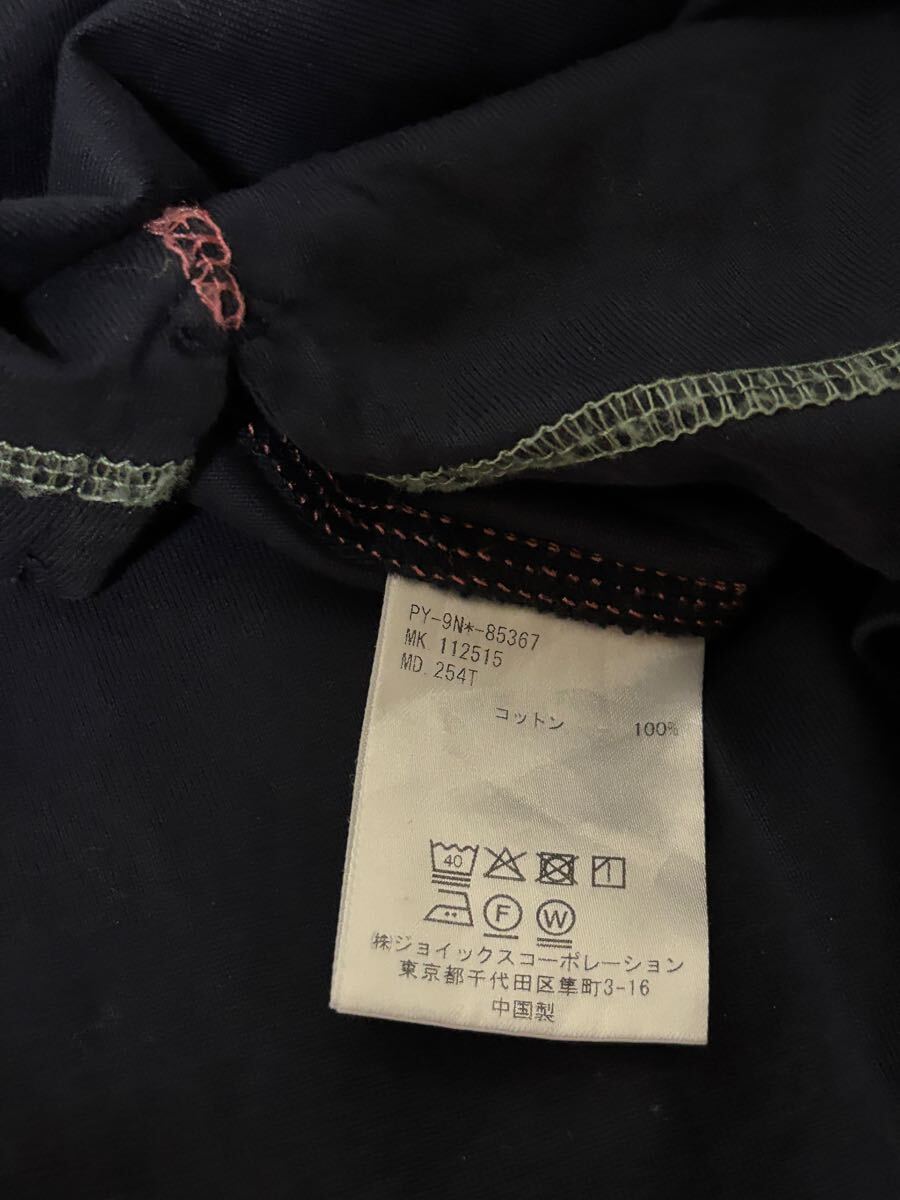 PY-9N*-85367
MK. 112515
MD. 254T
コットン 100%
40
F W
㈱ジョイックスコーポレーション
東京都千代田区隼町3-16
中国製